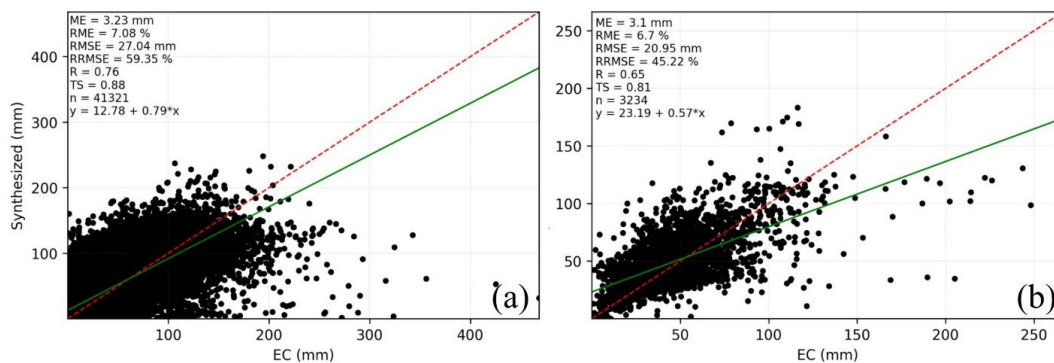 ME = 3.23 mm
RME = 7.08 %
RMSE = 27.04 mm
RRMSE = 59.35 %
R = 0.76
TS = 0.88
n = 41321
y = 12.78 + 0.79*x
400
300
200
100
Synthesized (mm)
100
200
300
400
EC (mm)
(a)
ME = 3.1 mm
RME = 6.7 %
RMSE = 20.95 mm
RRMSE = 45.22 %
R = 0.65
TS = 0.81
n = 3234
y = 23.19 + 0.57*x
250
200
150
100
50
50
100
150
200
250
EC (mm)
(b)